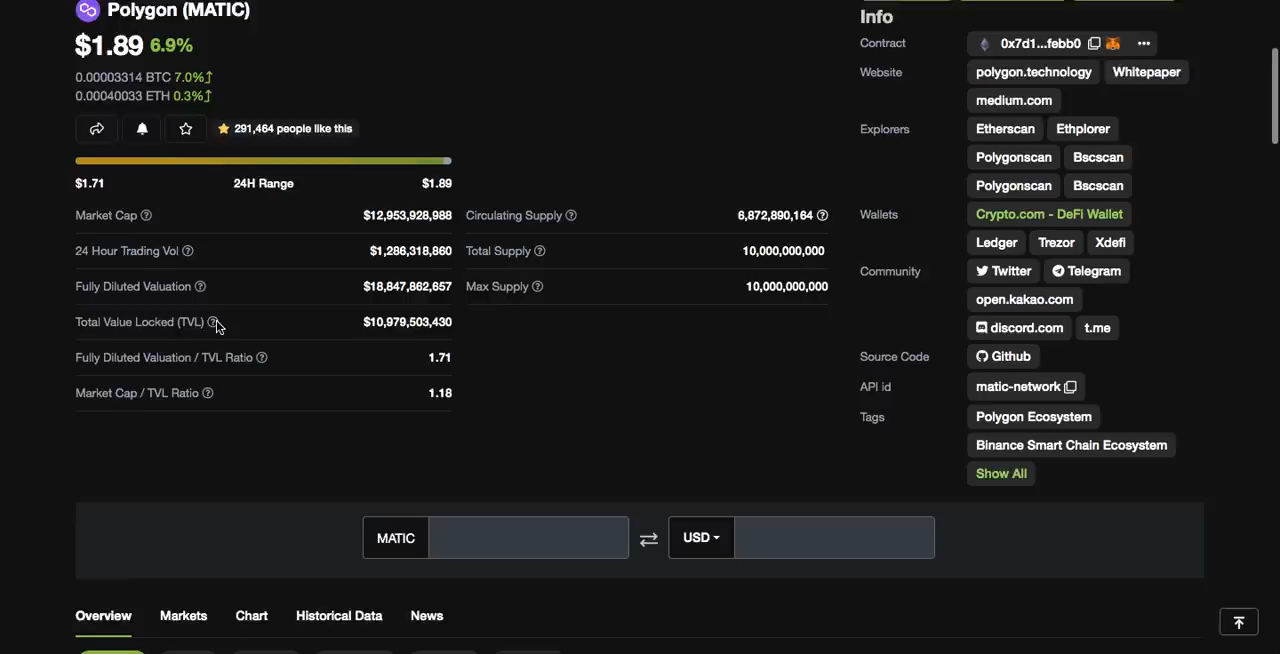 Polygon (MATIC)
$1.89 6.9%
0.00003314 BTC 7.0%
0.00040033 ETH 0.3%
291,464 people like this
$1.71 24H Range $1.89
Market Cap $12,953,928,988
24 Hour Trading Vol $1,286,318,860
Fully Diluted Valuation $18,847,862,657
Total Value Locked (TVL) $10,979,503,430
Fully Diluted Valuation / TVL Ratio 1.71
Market Cap / TVL Ratio 1.18
Circulating Supply 6,872,890,164
Total Supply 10,000,000,000
Max Supply 10,000,000,000
Info
Contract 0x7d1...febb0 •••
Website polygon.technology Whitepaper
medium.com
Explorers Etherscan Ethplorer
Polygonscan Bscscan
Polygonscan Bscscan
Wallets Crypto.com - DeFi Wallet
Ledger Trezor Xdefi
Community Twitter Telegram
open.kakao.com
discord.com t.me
Source Code Github
API id matic-network
Tags Polygon Ecosystem
Binance Smart Chain Ecosystem
Show All
MATIC USD
Overview Markets Chart Historical Data News